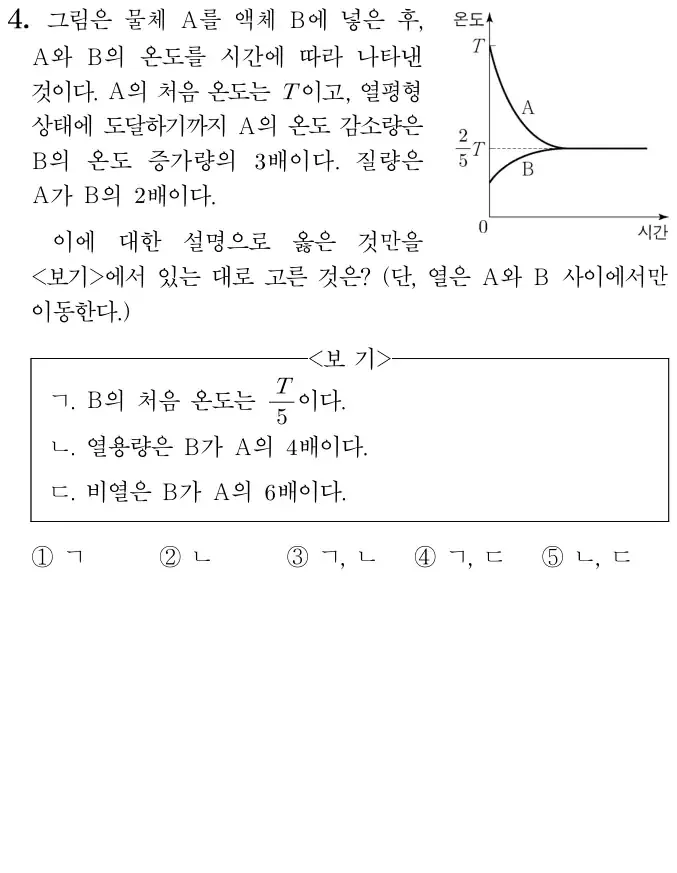 4. 그림은 물체 A를 액체 B에 넣은 후,
A와 B의 온도를 시간에 따라 나타낸
것이다. A의 처음 온도는 T이고, 열평형
상태에 도달하기까지 A의 온도 감소량은
B의 온도 증가량의 3배이다. 질량은
A가 B의 2배이다.
온도
T
A
2/5 T
B
0
시간
이에 대한 설명으로 옳은 것만을
<보기>에서 있는 대로 고른 것은? (단, 열은 A와 B 사이에서만
이동한다.)
<보 기>
ㄱ. B의 처음 온도는 T/5이다.
ㄴ. 열용량은 B가 A의 4배이다.
ㄷ. 비열은 B가 A의 6배이다.
① ㄱ ② ㄴ ③ ㄱ, ㄴ ④ ㄱ, ㄷ ⑤ ㄴ, ㄷ